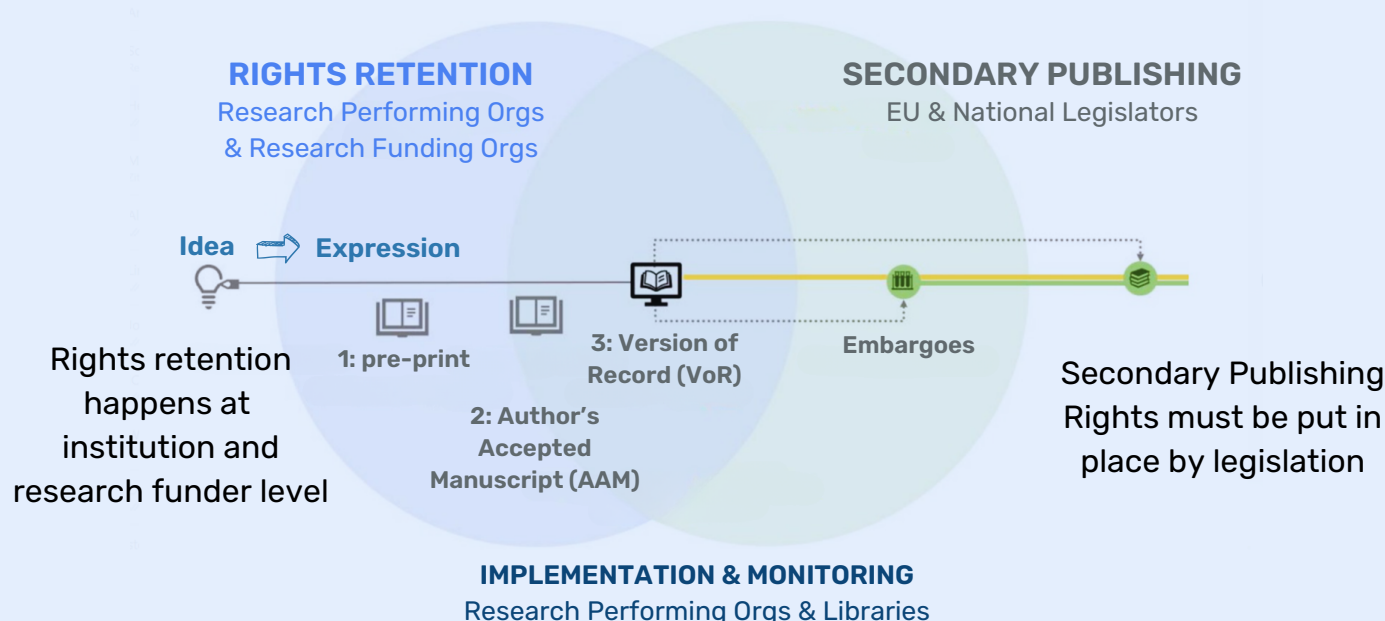 RIGHTS RETENTION
Research Performing Orgs
& Research Funding Orgs
SECONDARY PUBLISHING
EU & National Legislators
Idea
Expression
1: pre-print
2: Author’s
Accepted
Manuscript (AAM)
3: Version of
Record (VoR)
Embargoes
Rights retention
happens at
institution and
research funder level
Secondary Publishing
Rights must be put in
place by legislation
IMPLEMENTATION & MONITORING
Research Performing Orgs & Libraries